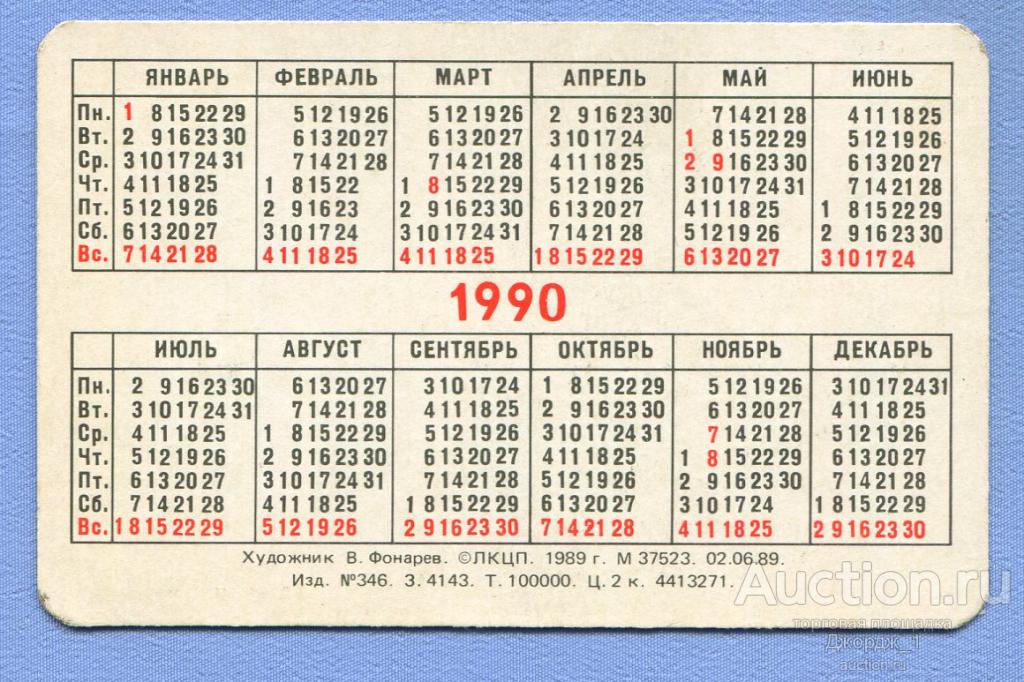 ЯНВАРЬ ФЕВРАЛЬ МАРТ АПРЕЛЬ МАЙ ИЮНЬ
Пн. 1 8 15 22 29 5 12 19 26 5 12 19 26 2 9 16 23 30 7 14 21 28 4 11 18 25
Вт. 2 9 16 23 30 6 13 20 27 6 13 20 27 3 10 17 24 1 8 15 22 29 5 12 19 26
Ср. 3 10 17 24 31 7 14 21 28 7 14 21 28 4 11 18 25 2 9 16 23 30 6 13 20 27
Чт. 4 11 18 25 1 8 15 22 1 8 15 22 29 5 12 19 26 3 10 17 24 31 7 14 21 28
Пт. 5 12 19 26 2 9 16 23 2 9 16 23 30 6 13 20 27 4 11 18 25 1 8 15 22 29
Сб. 6 13 20 27 3 10 17 24 3 10 17 24 31 7 14 21 28 5 12 19 26 2 9 16 23 30
Вс. 7 14 21 28 4 11 18 25 4 11 18 25 1 8 15 22 29 6 13 20 27 3 10 17 24
1990
ИЮЛЬ АВГУСТ СЕНТЯБРЬ ОКТЯБРЬ НОЯБРЬ ДЕКАБРЬ
Пн. 2 9 16 23 30 6 13 20 27 3 10 17 24 1 8 15 22 29 5 12 19 26 3 10 17 24 31
Вт. 3 10 17 24 31 7 14 21 28 4 11 18 25 2 9 16 23 30 6 13 20 27 4 11 18 25
Ср. 4 11 18 25 1 8 15 22 29 5 12 19 26 3 10 17 24 31 7 14 21 28 5 12 19 26
Чт. 5 12 19 26 2 9 16 23 30 6 13 20 27 4 11 18 25 1 8 15 22 29 6 13 20 27
Пт. 6 13 20 27 3 10 17 24 31 7 14 21 28 5 12 19 26 2 9 16 23 30 7 14 21 28
Сб. 7 14 21 28 4 11 18 25 1 8 15 22 29 6 13 20 27 3 10 17 24 1 8 15 22 29
Вс. 1 8 15 22 29 5 12 19 26 2 9 16 23 30 7 14 21 28 4 11 18 25 2 9 16 23 30
Художник В. Фонарев. ©ЛКЦП. 1989 г. М 37523. 02.06.89.
Изд. №346. З. 4143. Т. 100000. Ц. 2 к. 4413271.
Auction.ru
торговая площадка
Джордж_1
auction.ru